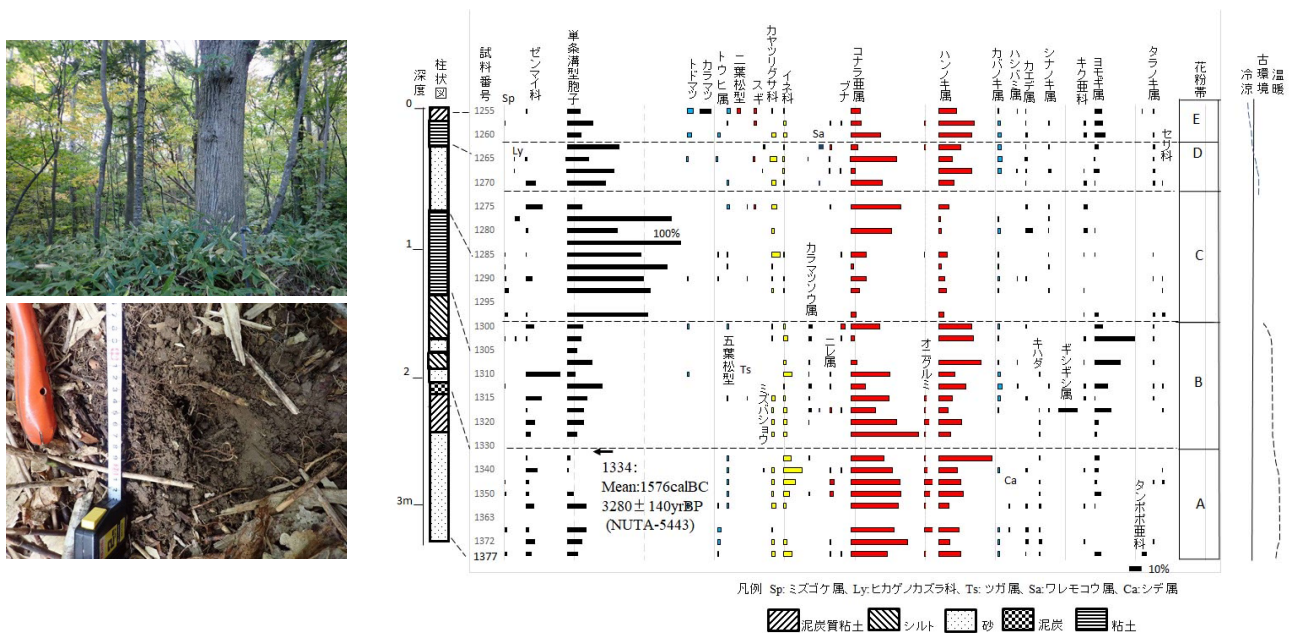 深度
柱状図
試料番号
Sp
ゼンマイ科
単条溝型胞子
トドマツ
カラマツ
トウヒ属
二葉松型
スギ
カヤツリグサ科
イネ科
ブナ
コナラ亜属
ハンノキ属
カバノキ属
ハシバミ属
カエデ属
シナノキ属
キク亜科
ヨモギ属
タラノキ属
花粉帯
冷涼
古環境
温暖
0
1
2
3m
1255
1260
1265
1270
1275
1280
1285
1290
1295
1300
1305
1310
1315
1320
1330
1340
1350
1363
1372
1377
Ly
Sa
セリ科
100%
カラマツソウ属
五葉松型
Ts
ミズバショウ
ニレ属
オニグルミ
キハダ
ギシギシ属
1334:
Mean:1576calBC
3280±140yrBP
(NUTA-5443)
Ca
タンポポ亜科
E
D
C
B
A
10%
凡例 Sp: ミズゴケ属、Ly:ヒカゲノカズラ科、Ts: ツガ属、Sa:ワレモコウ属、Ca:シデ属
泥炭質粘土 シルト 砂 泥炭 粘土